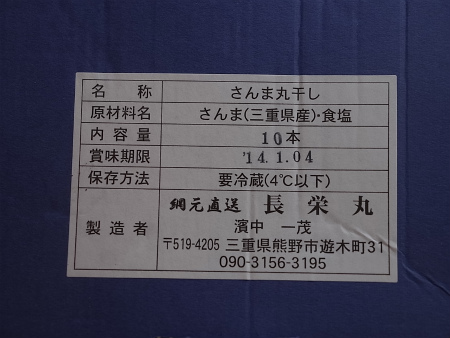 名称 さんま丸干し
原材料名 さんま(三重県産)・食塩
内容量 10本
賞味期限 '14.1.04
保存方法 要冷蔵(4℃以下)
製造者 網元直送 長栄丸
濱中 一茂
〒519-4205 三重県熊野市遊木町31
090-3156-3195